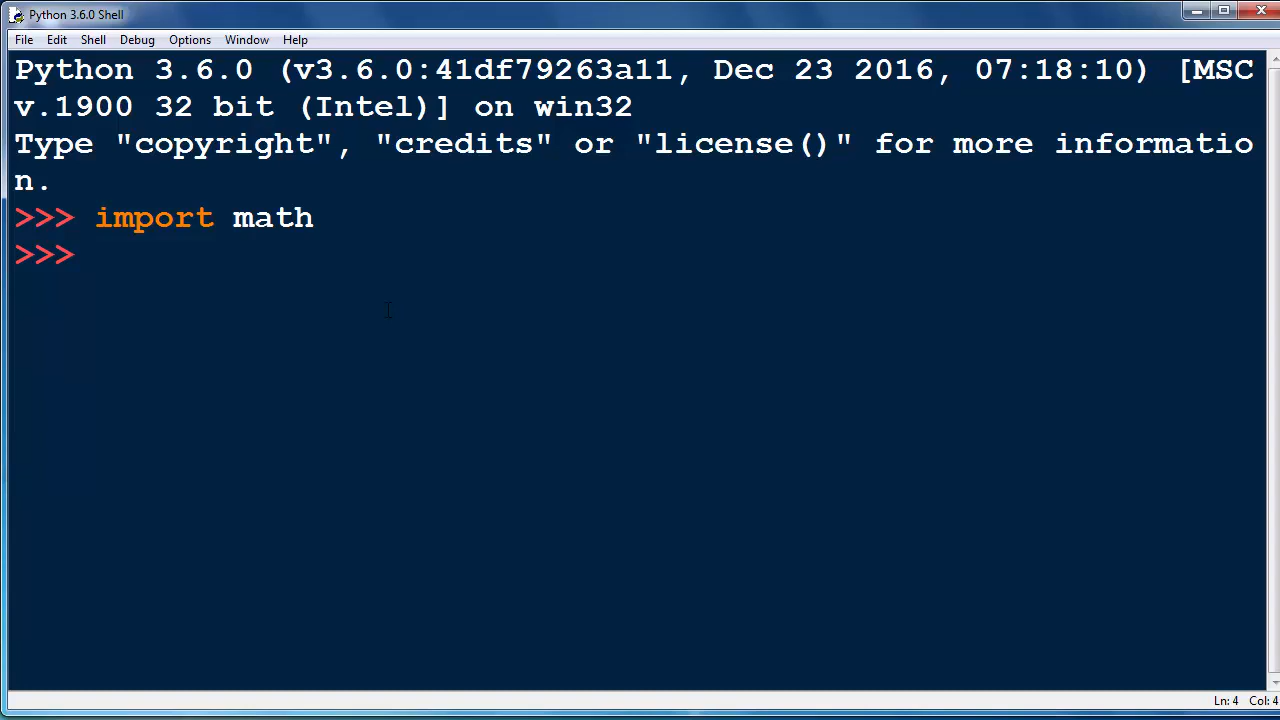 Python 3.6.0 Shell
File Edit Shell Debug Options Window Help
Python 3.6.0 (v3.6.0:41df79263a11, Dec 23 2016, 07:18:10) [MSC
v.1900 32 bit (Intel)] on win32
Type "copyright", "credits" or "license()" for more informatio
n.
>>> import math
>>>
Ln: 4 Col: 4